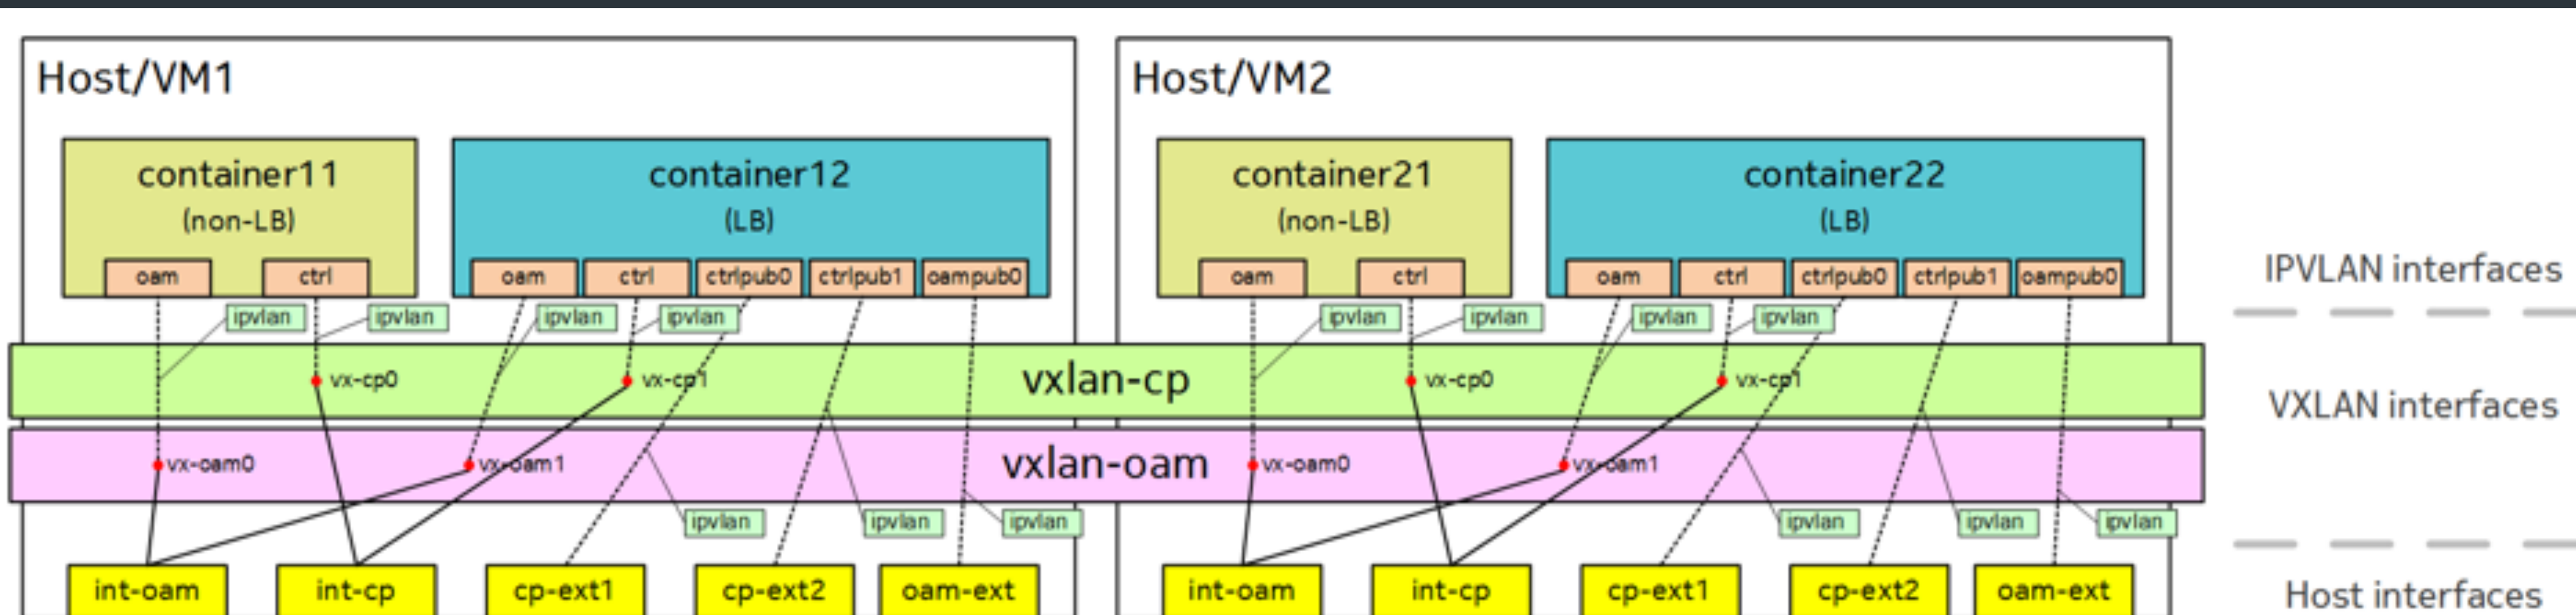 Host/VM1
Host/VM2
container11
(non-LB)
container12
(LB)
container21
(non-LB)
container22
(LB)
oam ctrl oam ctrl ctrlpub0 ctrlpub1 oampub0
oam ctrl oam ctrl ctrlpub0 ctrlpub1 oampub0
IPVLAN interfaces
ipvlan ipvlan ipvlan ipvlan
ipvlan ipvlan ipvlan ipvlan
vx-cp0 vx-cp1 vxlan-cp vx-cp0 vx-cp1
VXLAN interfaces
vx-oam0 vx-oam1 vxlan-oam vx-oam0 vx-oam1
ipvlan ipvlan ipvlan
ipvlan ipvlan ipvlan
int-oam int-cp cp-ext1 cp-ext2 oam-ext
int-oam int-cp cp-ext1 cp-ext2 oam-ext
Host interfaces